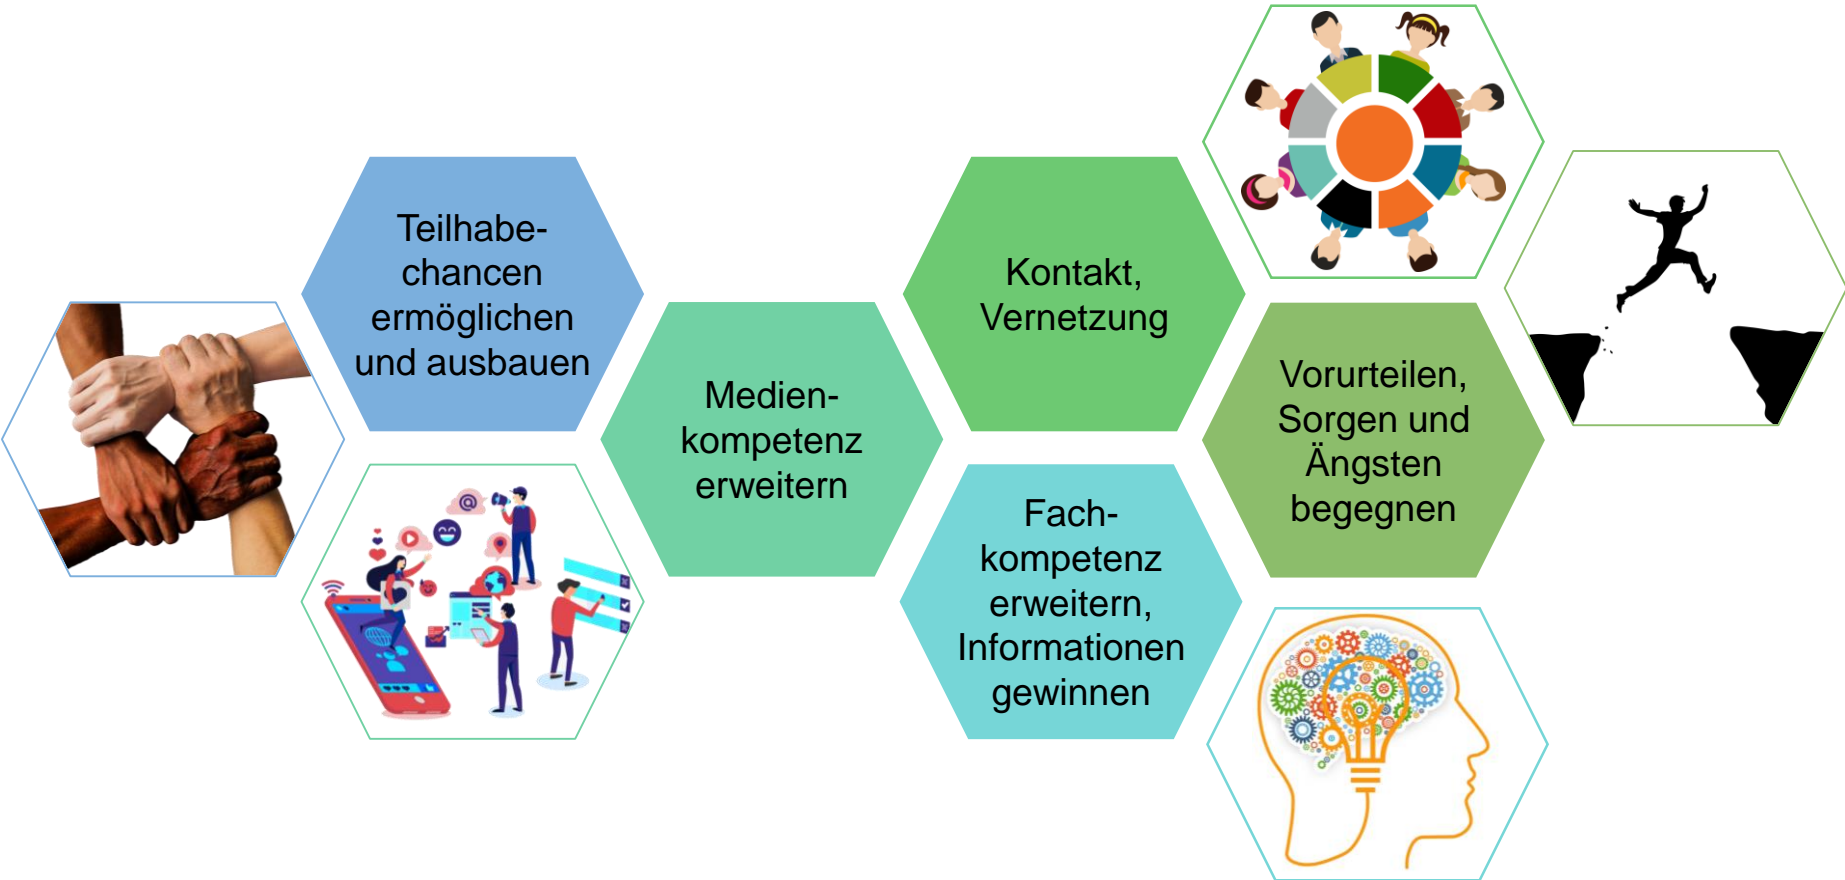 Teilhabe-
chancen
ermöglichen
und ausbauen
Medien-
kompetenz
erweitern
Kontakt,
Vernetzung
Fach-
kompetenz
erweitern,
Informationen
gewinnen
Vorurteilen,
Sorgen und
Ängsten
begegnen